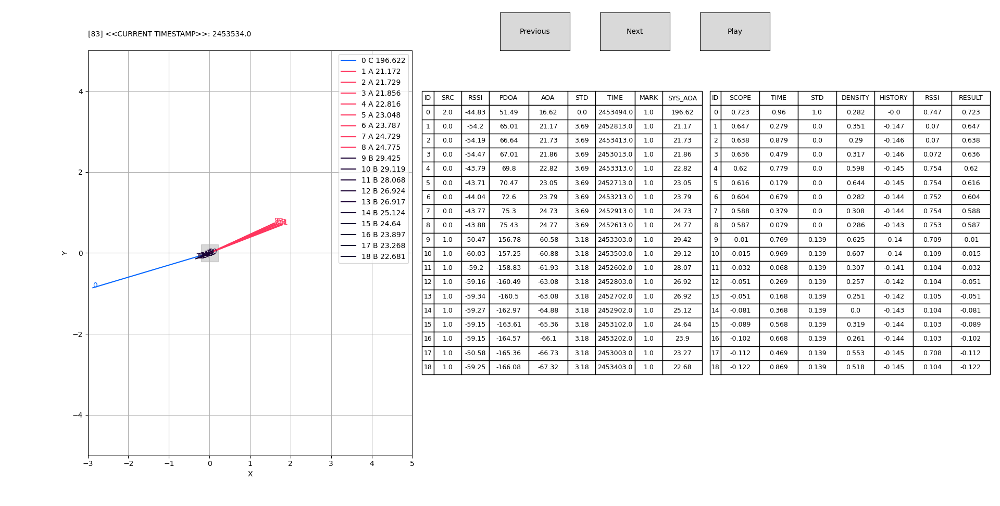 Previous
Next
Play
[83] <<CURRENT TIMESTAMP>>: 2453534.0
0 C 196.622
1 A 21.172
2 A 21.729
3 A 21.856
4 A 22.816
5 A 23.048
6 A 23.787
7 A 24.729
8 A 24.775
9 B 29.425
10 B 29.119
11 B 28.068
12 B 26.924
13 B 26.917
14 B 25.124
15 B 24.64
16 B 23.897
17 B 23.268
18 B 22.681
4
2
0
−2
−4
Y
0
−3 −2 −1 0 1 2 3 4 5
X
ID SRC RSSI PDOA AOA STD TIME MARK SYS_AOA
0 2.0 -44.83 51.49 16.62 0.0 2453494.0 1.0 196.62
1 0.0 -54.2 65.01 21.17 3.69 2452813.0 1.0 21.17
2 0.0 -54.19 66.64 21.73 3.69 2453413.0 1.0 21.73
3 0.0 -54.47 67.01 21.86 3.69 2453013.0 1.0 21.86
4 0.0 -43.79 69.8 22.82 3.69 2453313.0 1.0 22.82
5 0.0 -43.71 70.47 23.05 3.69 2452713.0 1.0 23.05
6 0.0 -44.04 72.6 23.79 3.69 2453213.0 1.0 23.79
7 0.0 -43.77 75.3 24.73 3.69 2452913.0 1.0 24.73
8 0.0 -43.88 75.43 24.77 3.69 2452613.0 1.0 24.77
9 1.0 -50.47 -156.78 -60.58 3.18 2453303.0 1.0 29.42
10 1.0 -60.03 -157.25 -60.88 3.18 2453503.0 1.0 29.12
11 1.0 -59.2 -158.83 -61.93 3.18 2452602.0 1.0 28.07
12 1.0 -59.16 -160.49 -63.08 3.18 2452803.0 1.0 26.92
13 1.0 -59.34 -160.5 -63.08 3.18 2452702.0 1.0 26.92
14 1.0 -59.27 -162.97 -64.88 3.18 2452902.0 1.0 25.12
15 1.0 -59.15 -163.61 -65.36 3.18 2453102.0 1.0 24.64
16 1.0 -59.15 -164.57 -66.1 3.18 2453202.0 1.0 23.9
17 1.0 -50.58 -165.36 -66.73 3.18 2453003.0 1.0 23.27
18 1.0 -59.25 -166.08 -67.32 3.18 2453403.0 1.0 22.68
ID SCOPE TIME STD DENSITY HISTORY RSSI RESULT
0 0.723 0.96 1.0 0.282 -0.0 0.747 0.723
1 0.647 0.279 0.0 0.351 -0.147 0.07 0.647
2 0.638 0.879 0.0 0.29 -0.146 0.07 0.638
3 0.636 0.479 0.0 0.317 -0.146 0.072 0.636
4 0.62 0.779 0.0 0.598 -0.145 0.754 0.62
5 0.616 0.179 0.0 0.644 -0.145 0.754 0.616
6 0.604 0.679 0.0 0.282 -0.144 0.752 0.604
7 0.588 0.379 0.0 0.308 -0.144 0.754 0.588
8 0.587 0.079 0.0 0.286 -0.143 0.753 0.587
9 -0.01 0.769 0.139 0.625 -0.14 0.709 -0.01
10 -0.015 0.969 0.139 0.607 -0.14 0.109 -0.015
11 -0.032 0.068 0.139 0.307 -0.141 0.104 -0.032
12 -0.051 0.269 0.139 0.257 -0.142 0.104 -0.051
13 -0.051 0.168 0.139 0.251 -0.142 0.105 -0.051
14 -0.081 0.368 0.139 0.0 -0.143 0.104 -0.081
15 -0.089 0.568 0.139 0.319 -0.144 0.103 -0.089
16 -0.102 0.668 0.139 0.261 -0.144 0.103 -0.102
17 -0.112 0.469 0.139 0.553 -0.145 0.708 -0.112
18 -0.122 0.869 0.139 0.518 -0.145 0.104 -0.122